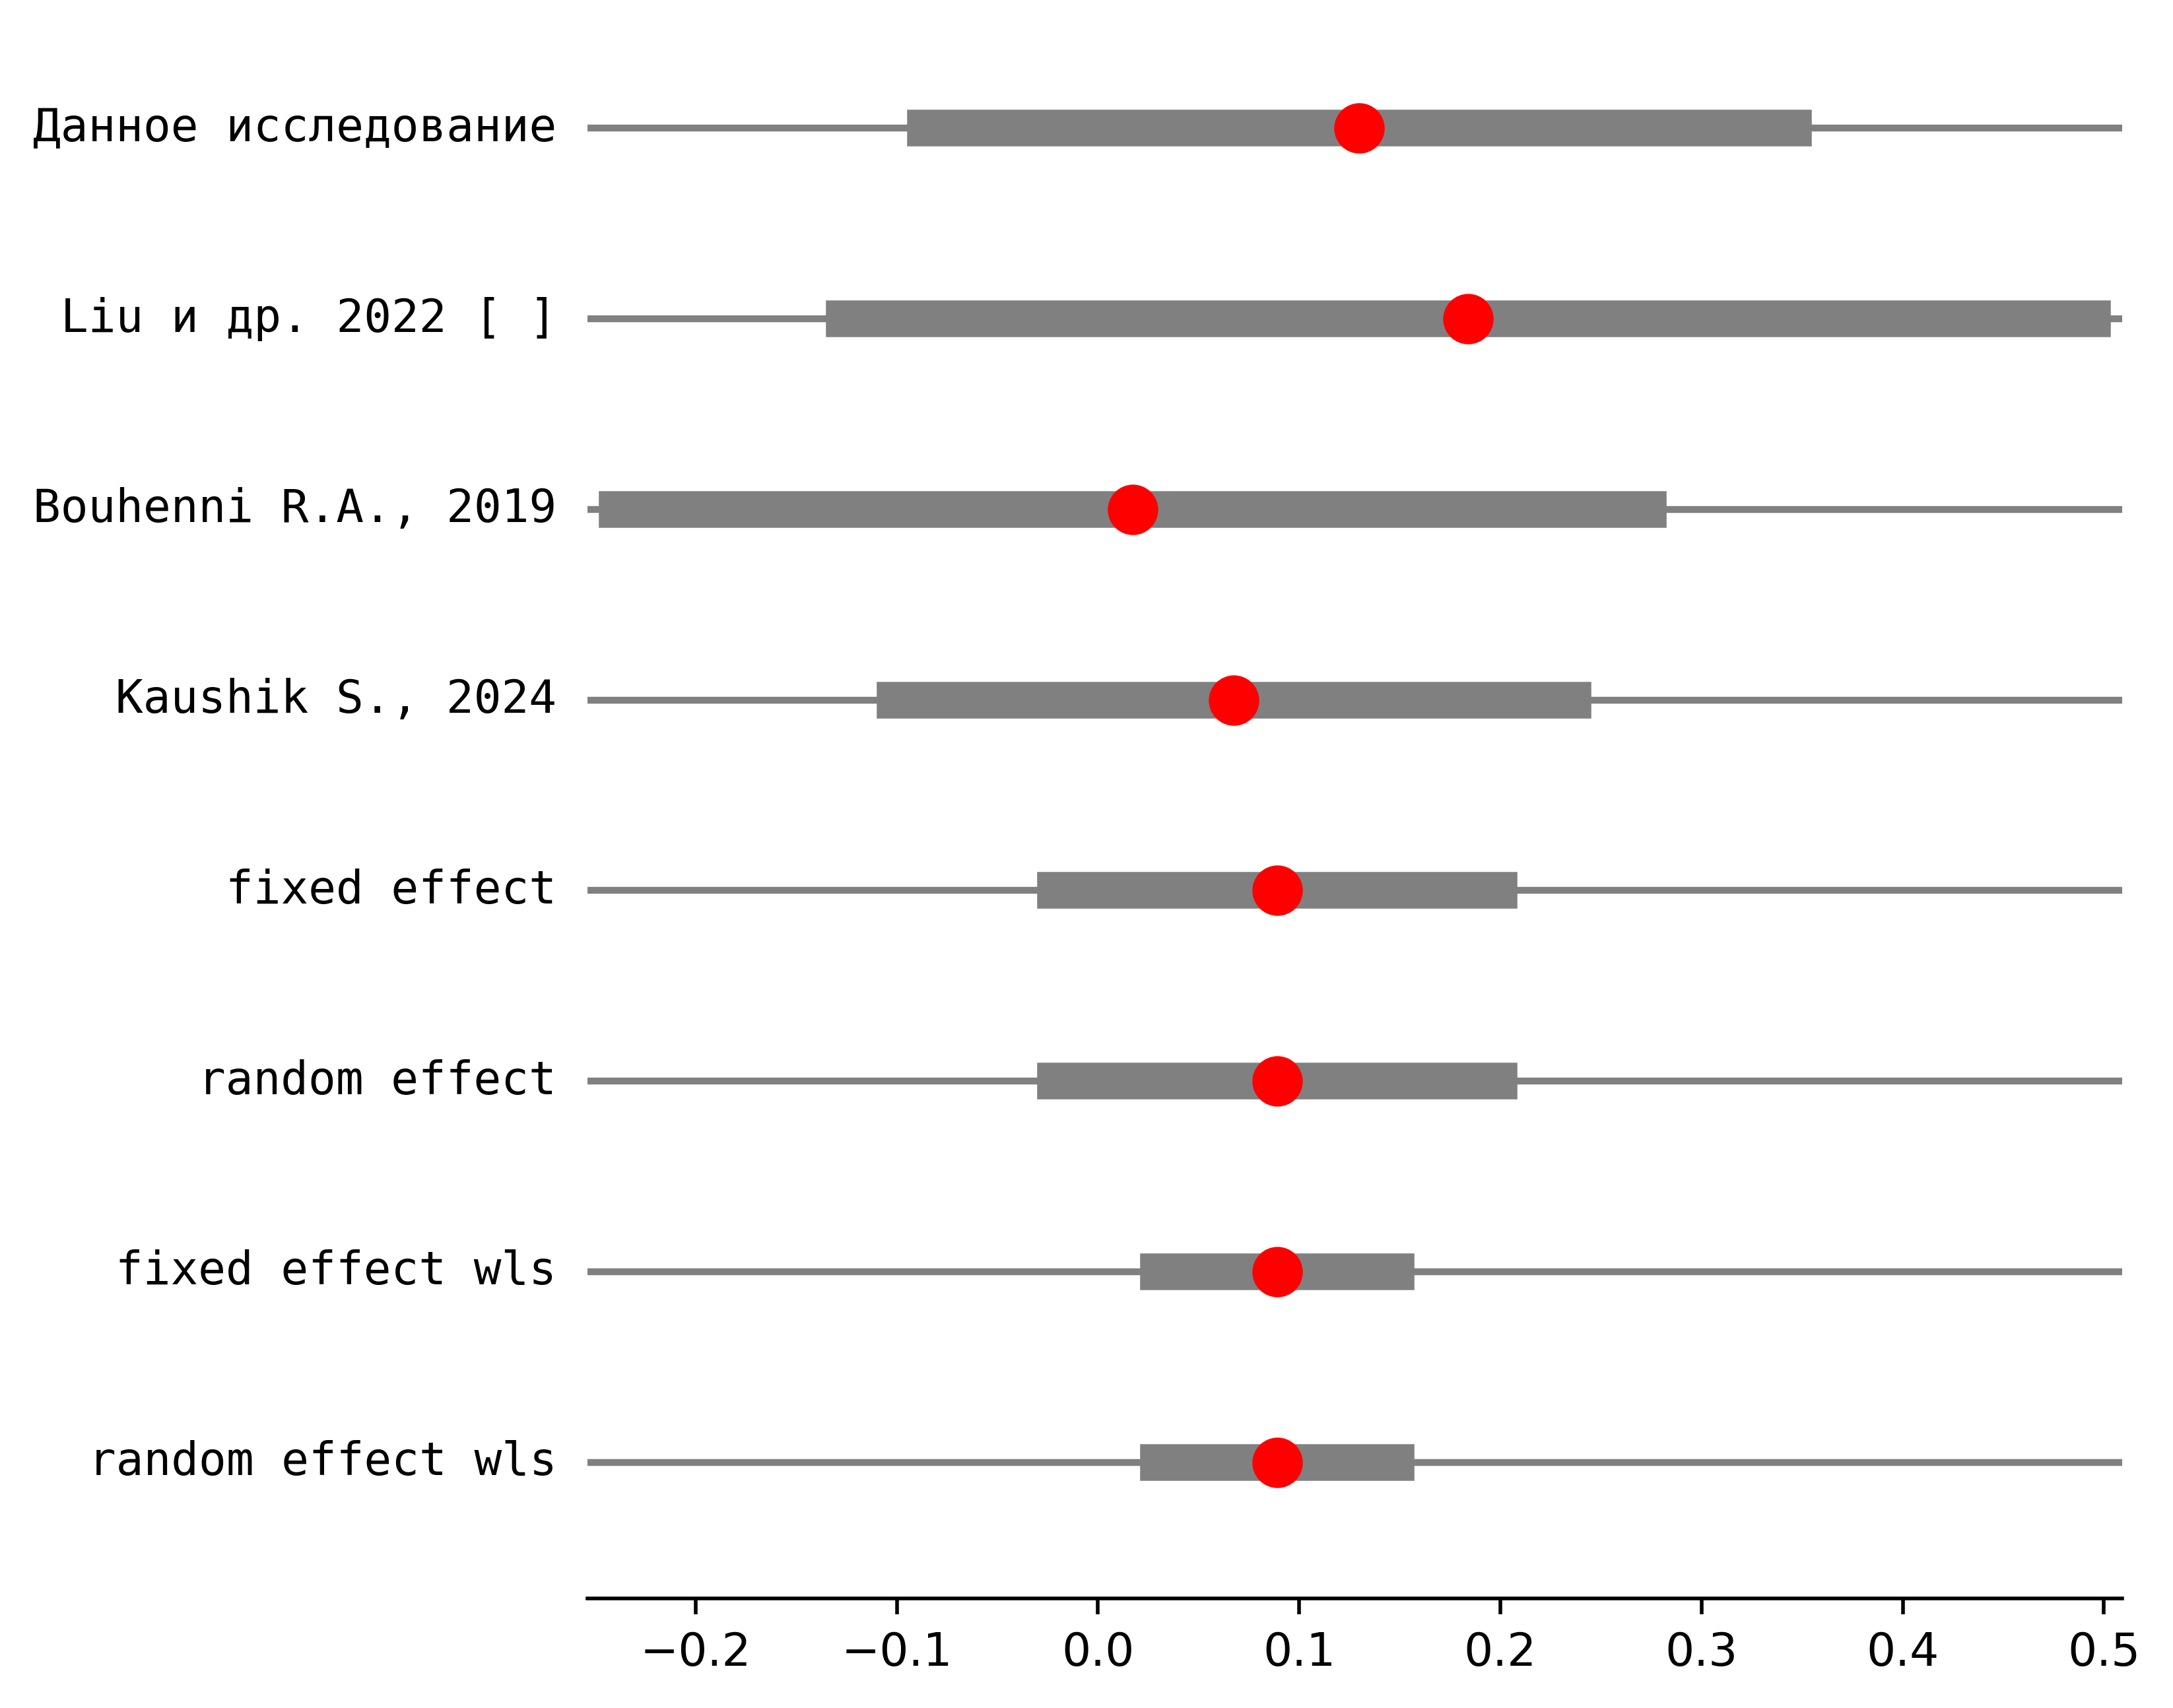 Данное исследование
Liu и др. 2022 [ ]
Bouhenni R.A., 2019
Kaushik S., 2024
fixed effect
random effect
fixed effect wls
random effect wls
−0.2 −0.1 0.0 0.1 0.2 0.3 0.4 0.5